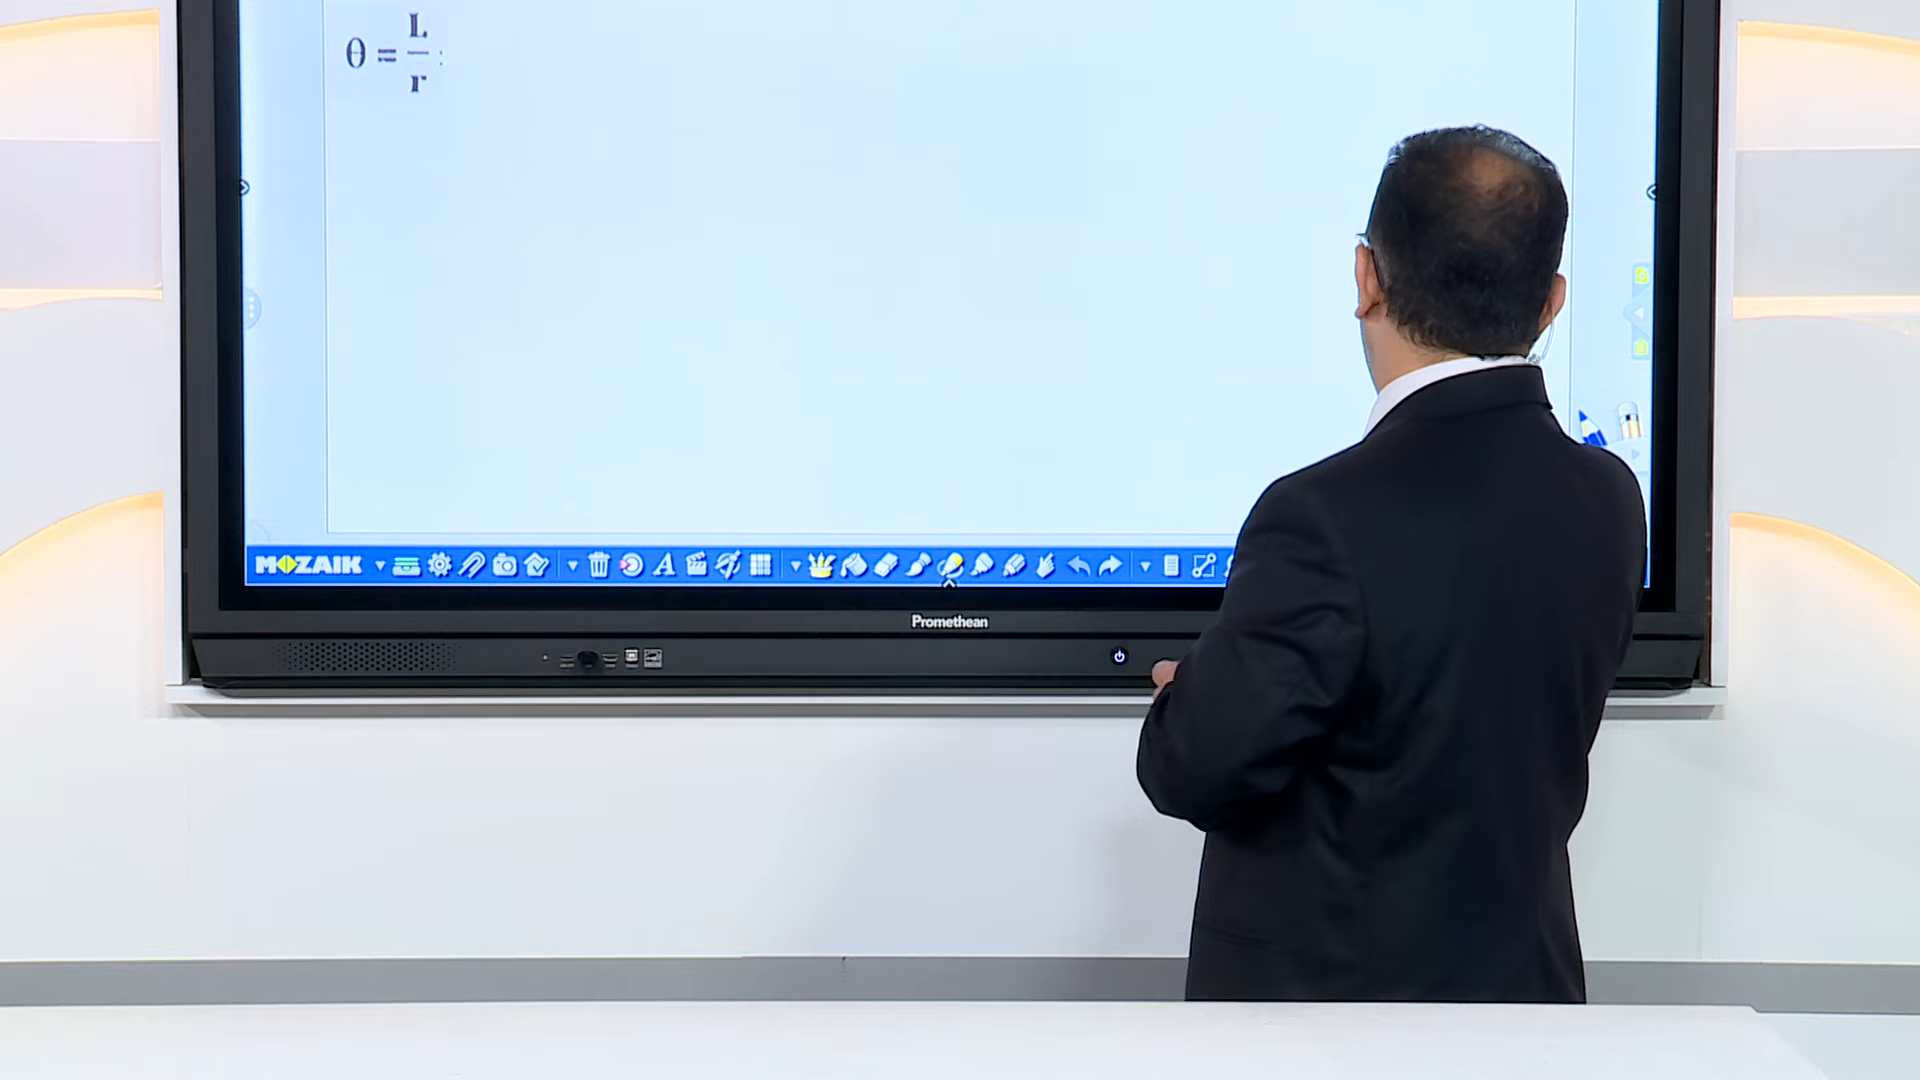 θ = L/r :
MOZAIK A
Promethean